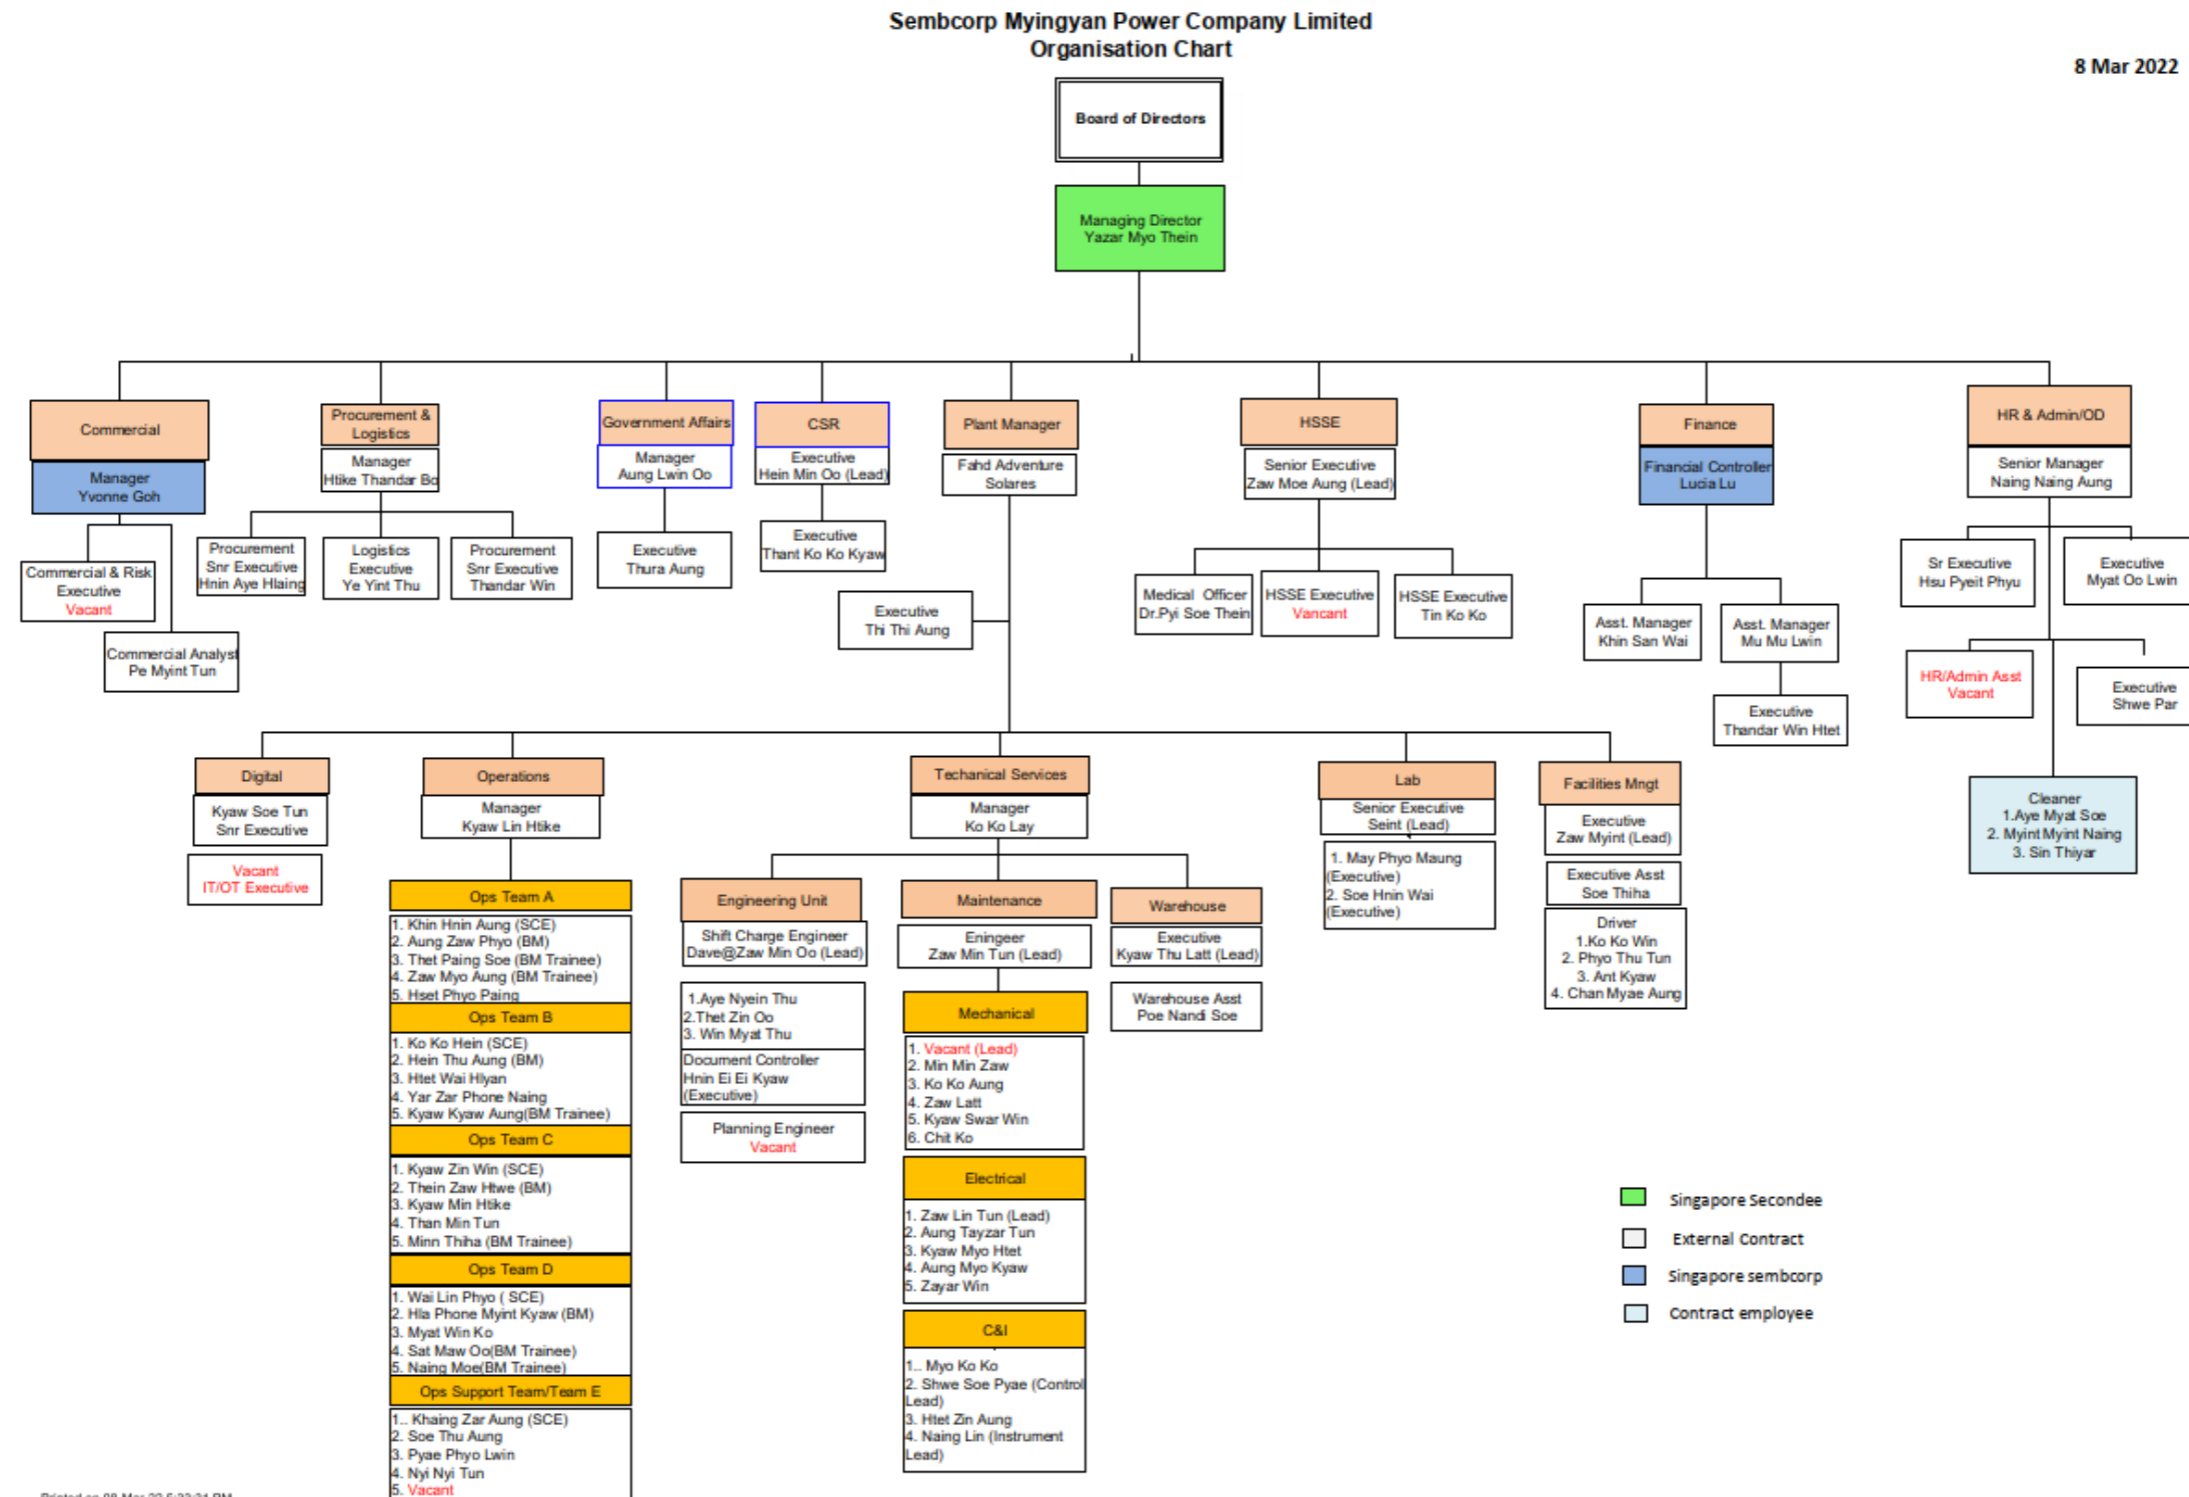 Sembcorp Myingyan Power Company Limited
Organisation Chart
8 Mar 2022
Board of Directors
Managing Director
Yazar Myo Thein
Commercial
Manager
Yvonne Goh
Commercial & Risk
Executive
Vacant
Commercial Analyst
Pe Myint Tun
Procurement &
Logistics
Manager
Htike Thandar Bo
Procurement
Snr Executive
Hnin Aye Hlaing
Logistics
Executive
Ye Yint Thu
Procurement
Snr Executive
Thandar Win
Government Affairs
Manager
Aung Lwin Oo
Executive
Thura Aung
CSR
Executive
Hein Min Oo (Lead)
Executive
Thant Ko Ko Kyaw
Plant Manager
Fahd Adventure
Solares
Executive
Thi Thi Aung
HSSE
Senior Executive
Zaw Moe Aung (Lead)
Medical Officer
Dr.Pyi Soe Thein
HSSE Executive
Vancant
HSSE Executive
Tin Ko Ko
Finance
Financial Controller
Lucia Lu
Asst. Manager
Khin San Wai
Asst. Manager
Mu Mu Lwin
Executive
Thandar Win Htet
HR & Admin/OD
Senior Manager
Naing Naing Aung
Sr Executive
Hsu Pyeit Phyu
Executive
Myat Oo Lwin
HR/Admin Asst
Vacant
Executive
Shwe Par
Cleaner
1.Aye Myat Soe
2. Myint Myint Naing
3. Sin Thiyar
Digital
Kyaw Soe Tun
Snr Executive
Vacant
IT/OT Executive
Operations
Manager
Kyaw Lin Htike
Ops Team A
1. Khin Hnin Aung (SCE)
2. Aung Zaw Phyo (BM)
3. Thet Paing Soe (BM Trainee)
4. Zaw Myo Aung (BM Trainee)
5. Hset Phyo Paing
Ops Team B
1. Ko Ko Hein (SCE)
2. Hein Thu Aung (BM)
3. Htet Wai Hlyan
4. Yar Zar Phone Naing
5. Kyaw Kyaw Aung(BM Trainee)
Ops Team C
1. Kyaw Zin Win (SCE)
2. Thein Zaw Htwe (BM)
3. Kyaw Min Htike
4. Than Min Tun
5. Minn Thiha (BM Trainee)
Ops Team D
1. Wai Lin Phyo ( SCE)
2. Hla Phone Myint Kyaw (BM)
3. Myat Win Ko
4. Sat Maw Oo(BM Trainee)
5. Naing Moe(BM Trainee)
Ops Support Team/Team E
1.. Khaing Zar Aung (SCE)
2. Soe Thu Aung
3. Pyae Phyo Lwin
4. Nyi Nyi Tun
5. Vacant
Techanical Services
Manager
Ko Ko Lay
Engineering Unit
Shift Charge Engineer
Dave@Zaw Min Oo (Lead)
1.Aye Nyein Thu
2.Thet Zin Oo
3. Win Myat Thu
Document Controller
Hnin Ei Ei Kyaw
(Executive)
Planning Engineer
Vacant
Maintenance
Eningeer
Zaw Min Tun (Lead)
Mechanical
1. Vacant (Lead)
2. Min Min Zaw
3. Ko Ko Aung
4. Zaw Latt
5. Kyaw Swar Win
6. Chit Ko
Electrical
1. Zaw Lin Tun (Lead)
2. Aung Tayzar Tun
3. Kyaw Myo Htet
4. Aung Myo Kyaw
5. Zayar Win
C&I
1.. Myo Ko Ko
2. Shwe Soe Pyae (Control
Lead)
3. Htet Zin Aung
4. Naing Lin (Instrument
Lead)
Warehouse
Executive
Kyaw Thu Latt (Lead)
Warehouse Asst
Poe Nandi Soe
Lab
Senior Executive
Seint (Lead)
1. May Phyo Maung
(Executive)
2. Soe Hnin Wai
(Executive)
Facilities Mngt
Executive
Zaw Myint (Lead)
Executive Asst
Soe Thiha
Driver
1.Ko Ko Win
2. Phyo Thu Tun
3. Ant Kyaw
4. Chan Myae Aung
Singapore Secondee
External Contract
Singapore sembcorp
Contract employee